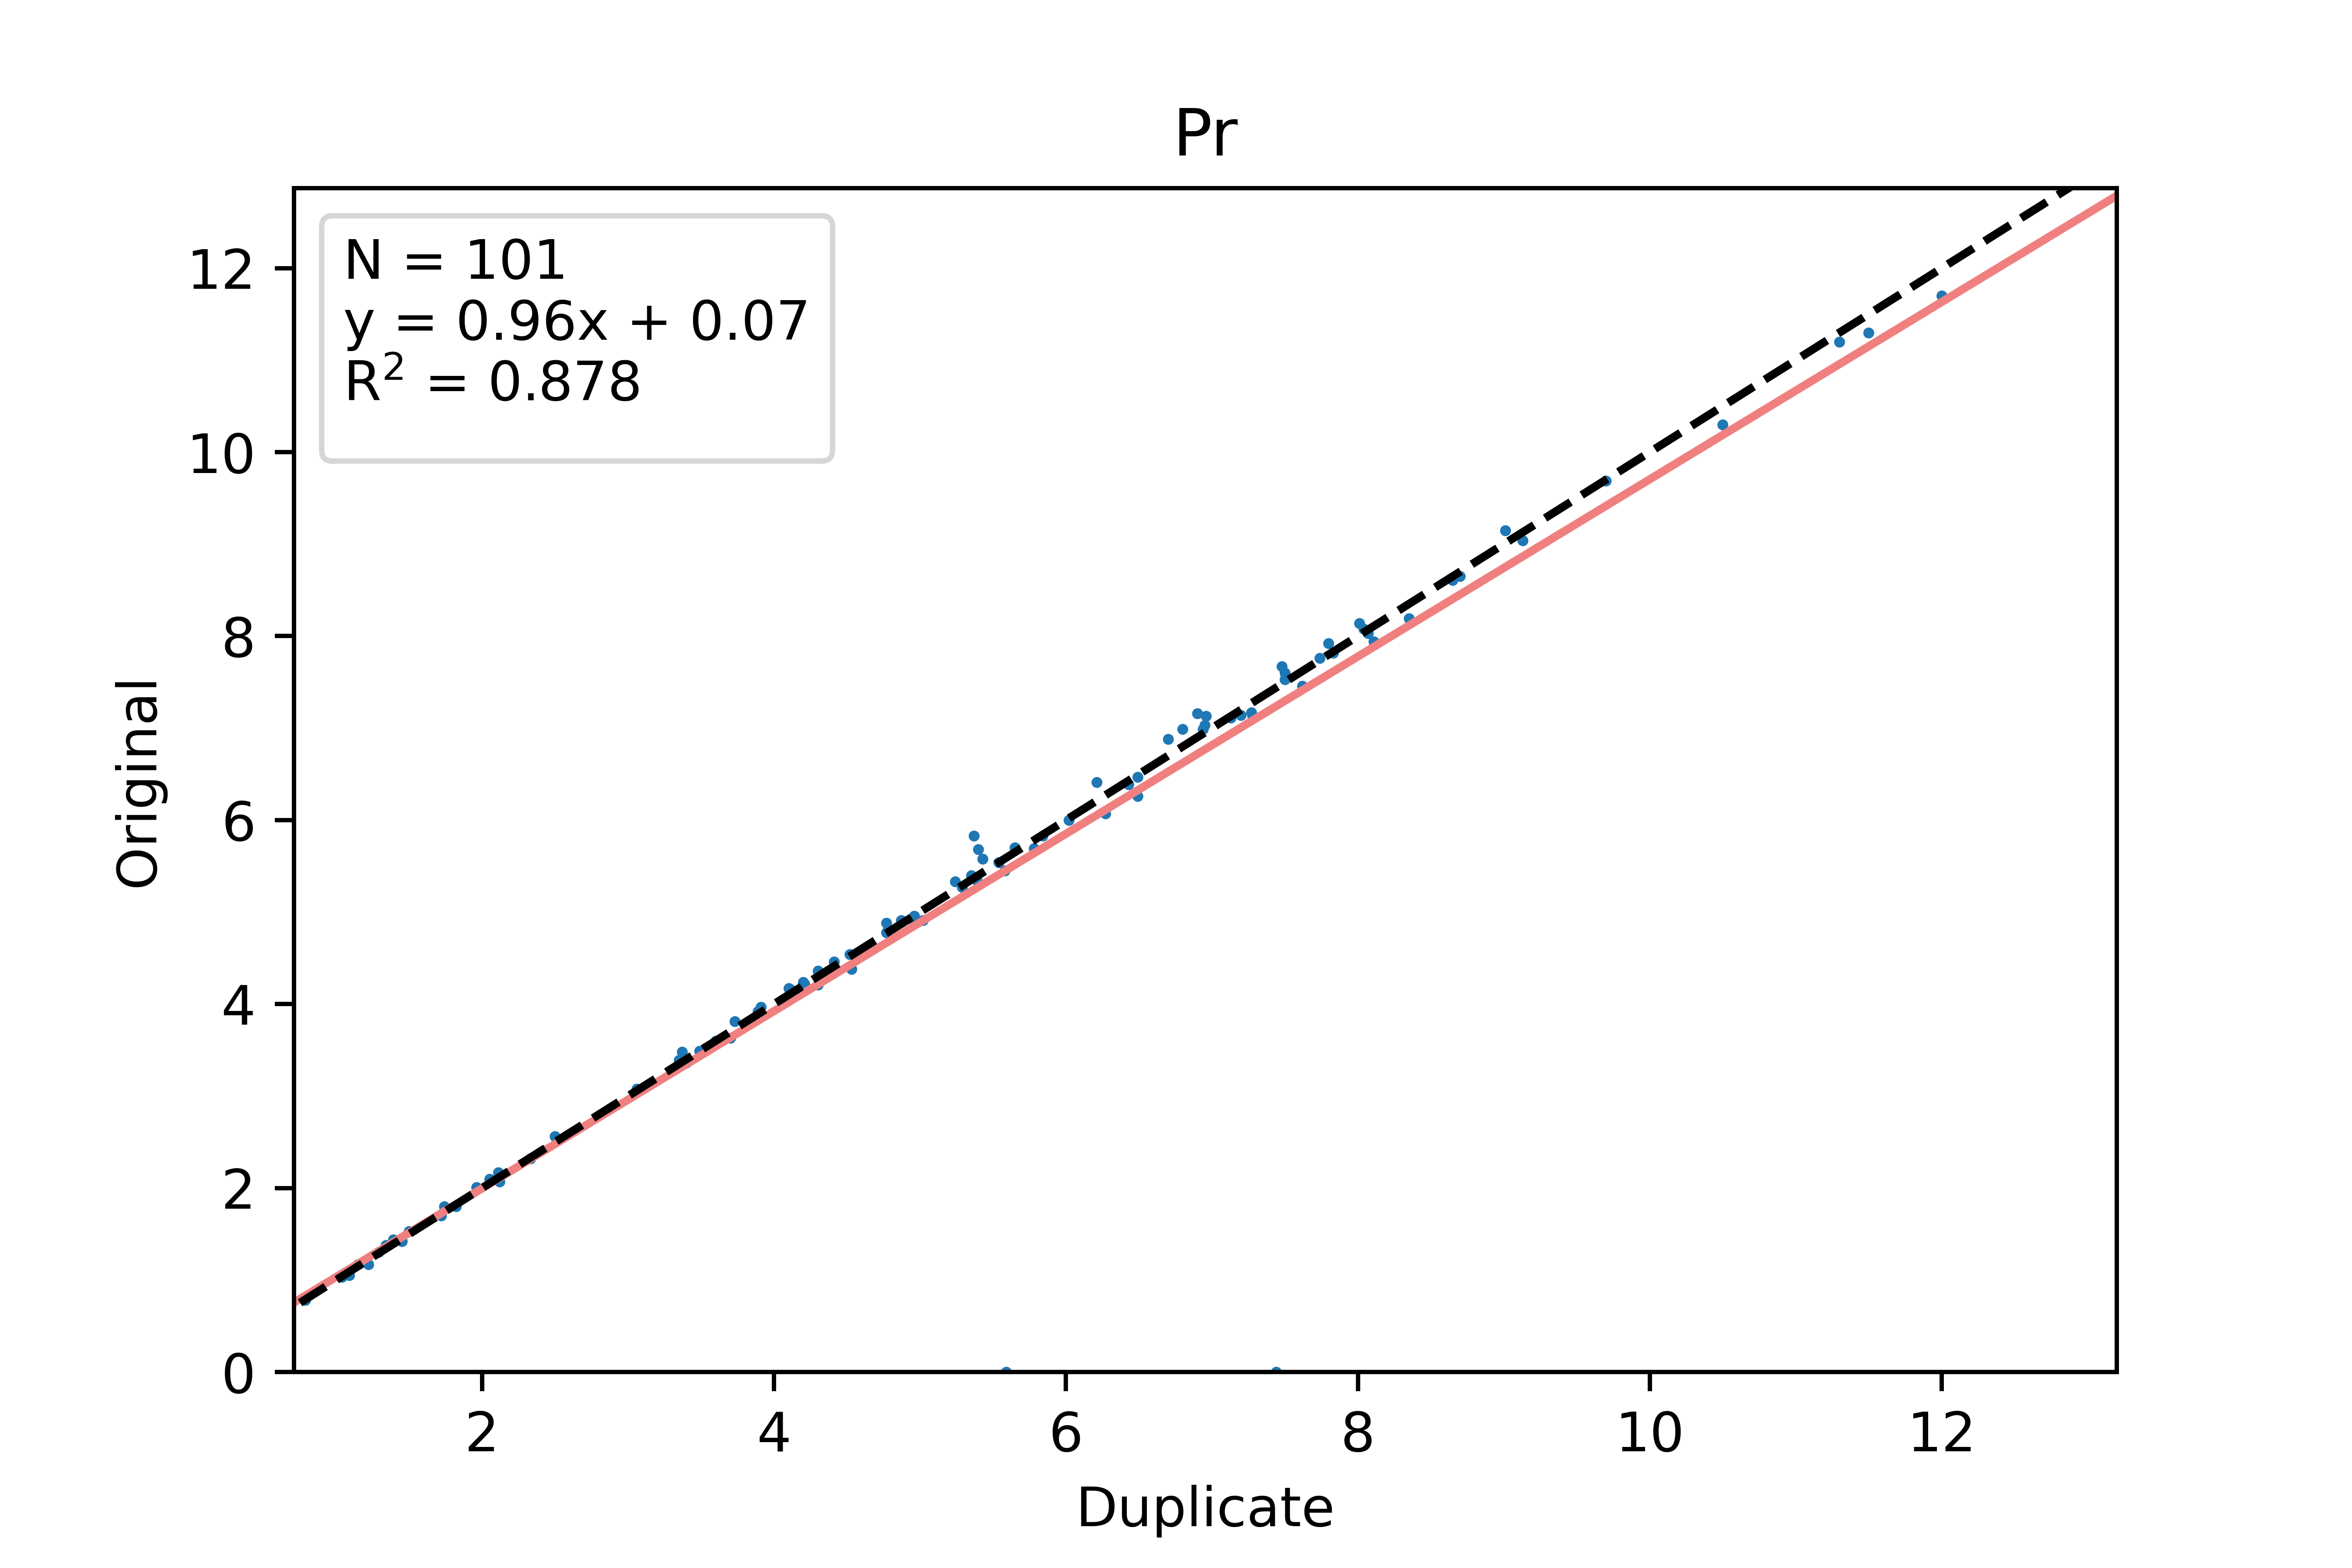 Pr
N = 101
y = 0.96x + 0.07
R² = 0.878
Original
12
10
8
6
4
2
0
2 4 6 8 10 12
Duplicate